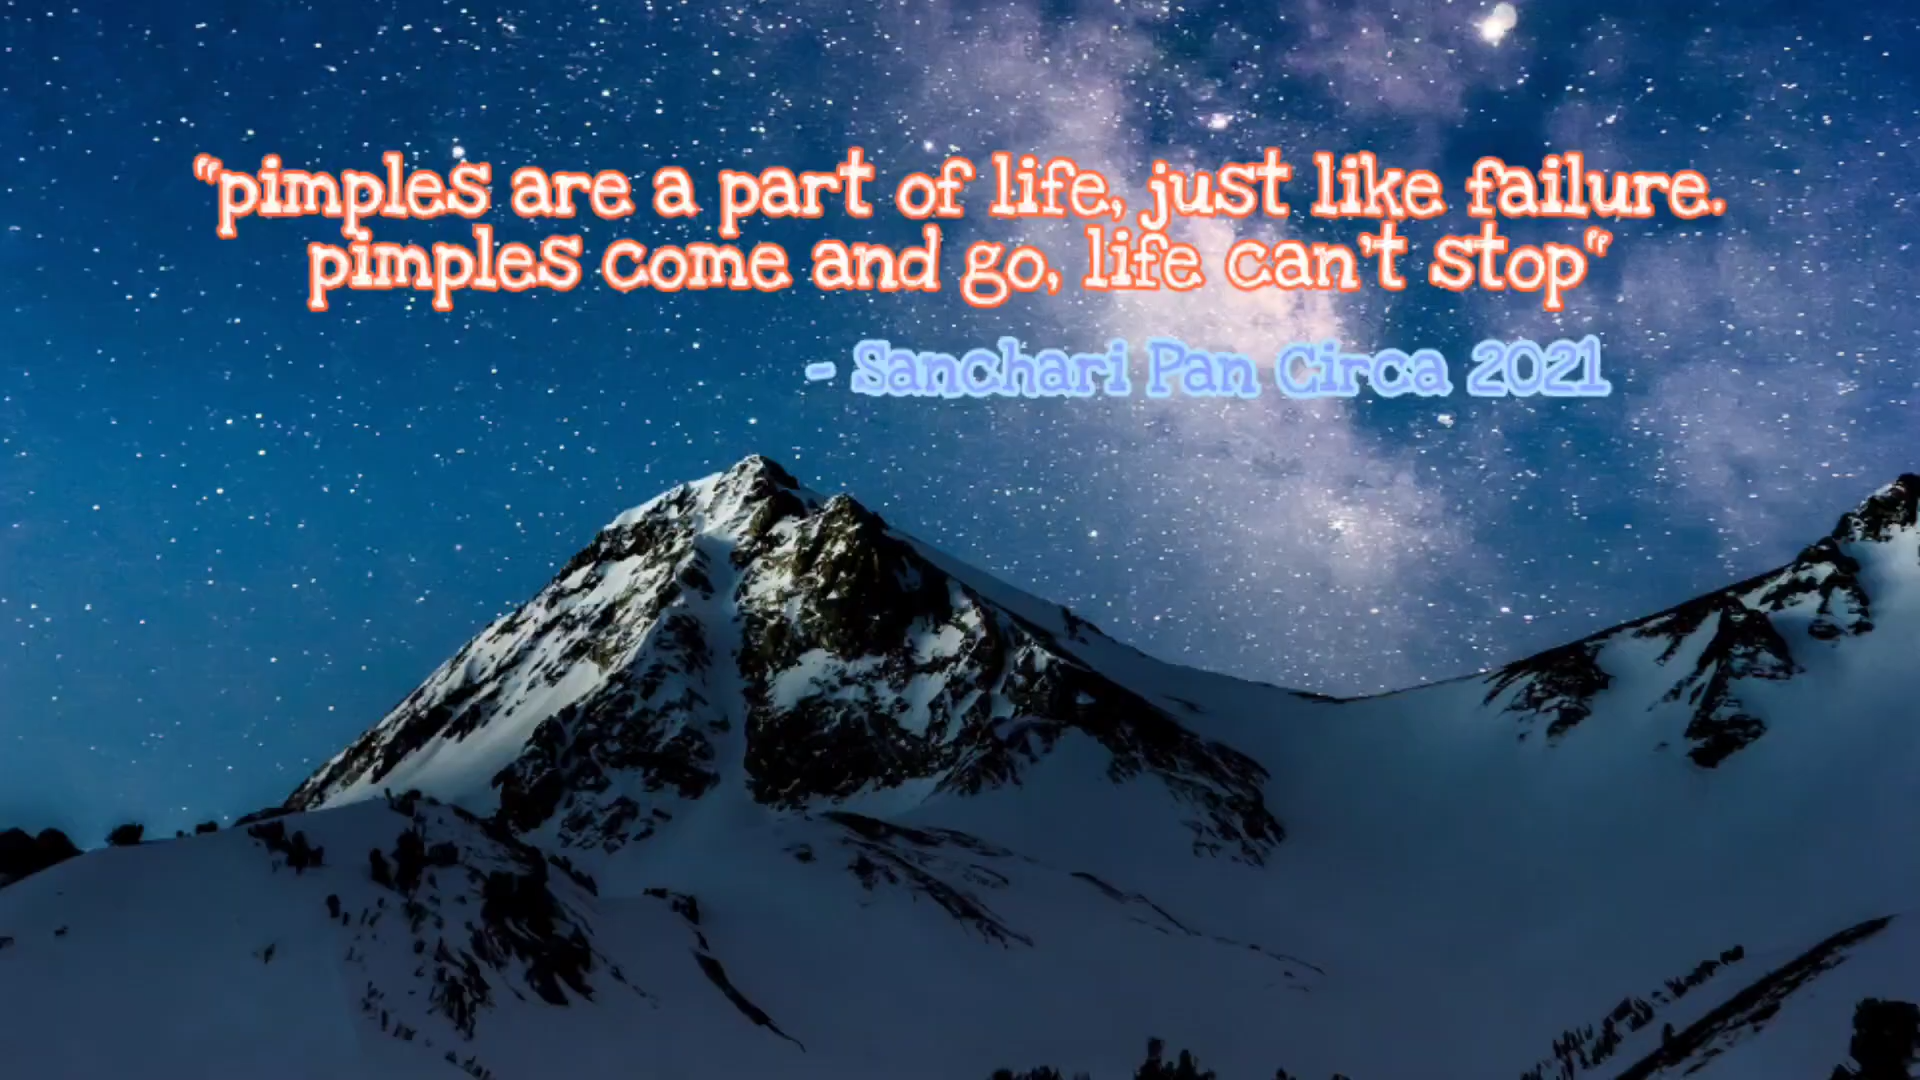 “pimples are a part of life, just like failure.
pimples come and go, life can't stop“
- Sanchari Pan Circa 2021